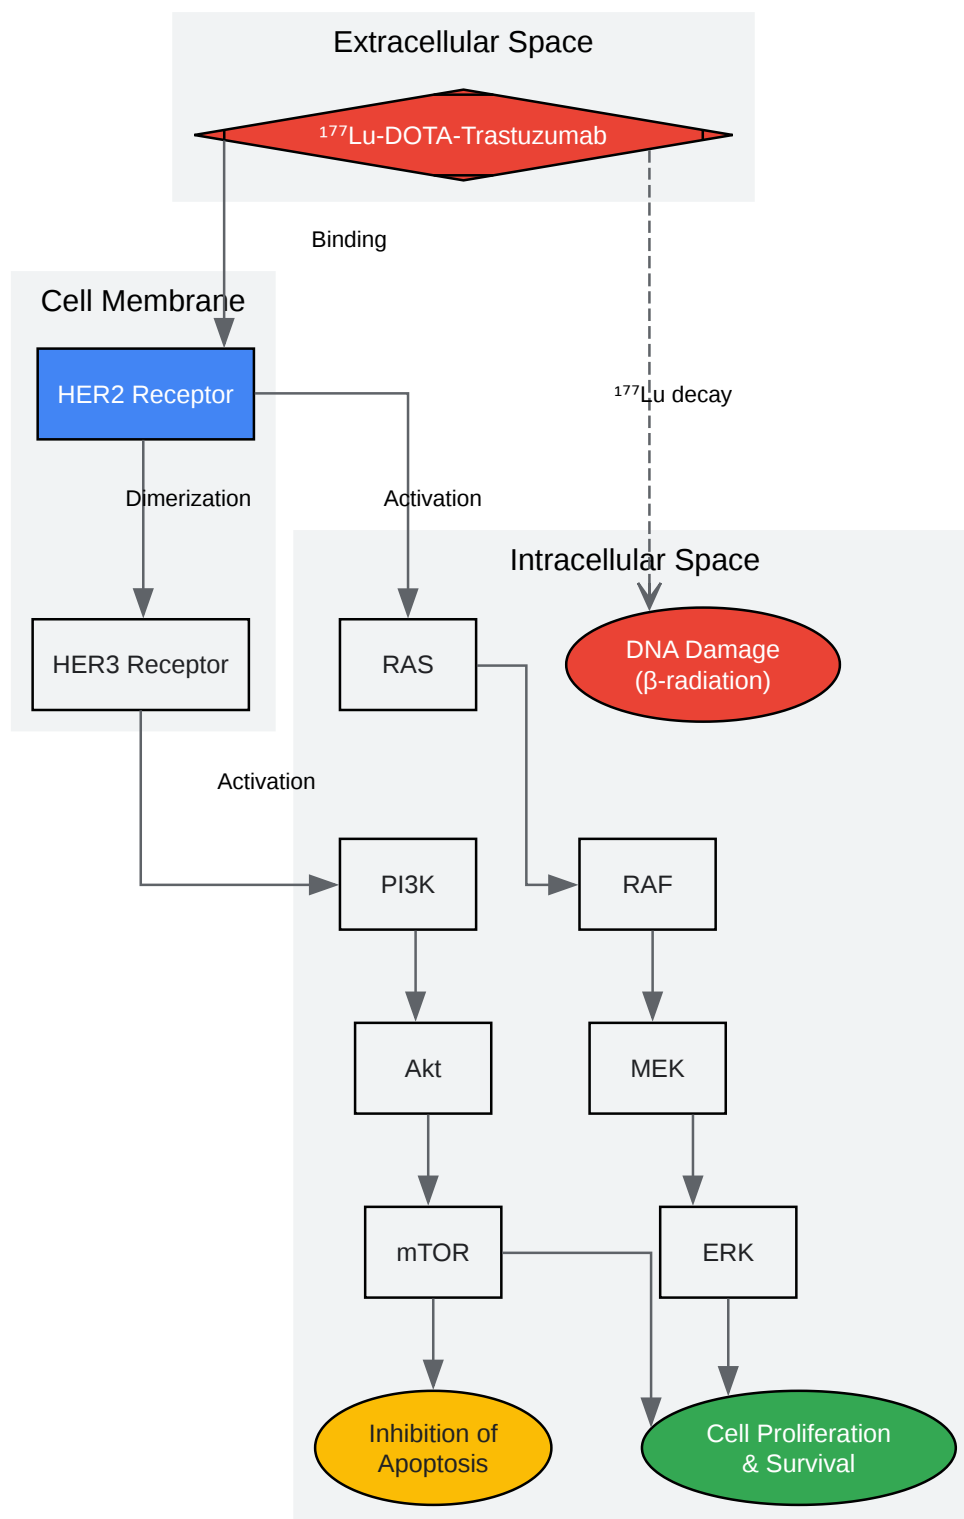 Extracellular Space
¹⁷⁷Lu-DOTA-Trastuzumab
Binding
Cell Membrane
HER2 Receptor
¹⁷⁷Lu decay
Dimerization
Activation
Intracellular Space
HER3 Receptor
RAS
DNA Damage
(β-radiation)
Activation
PI3K
RAF
Akt
MEK
mTOR
ERK
Inhibition of
Apoptosis
Cell Proliferation
& Survival